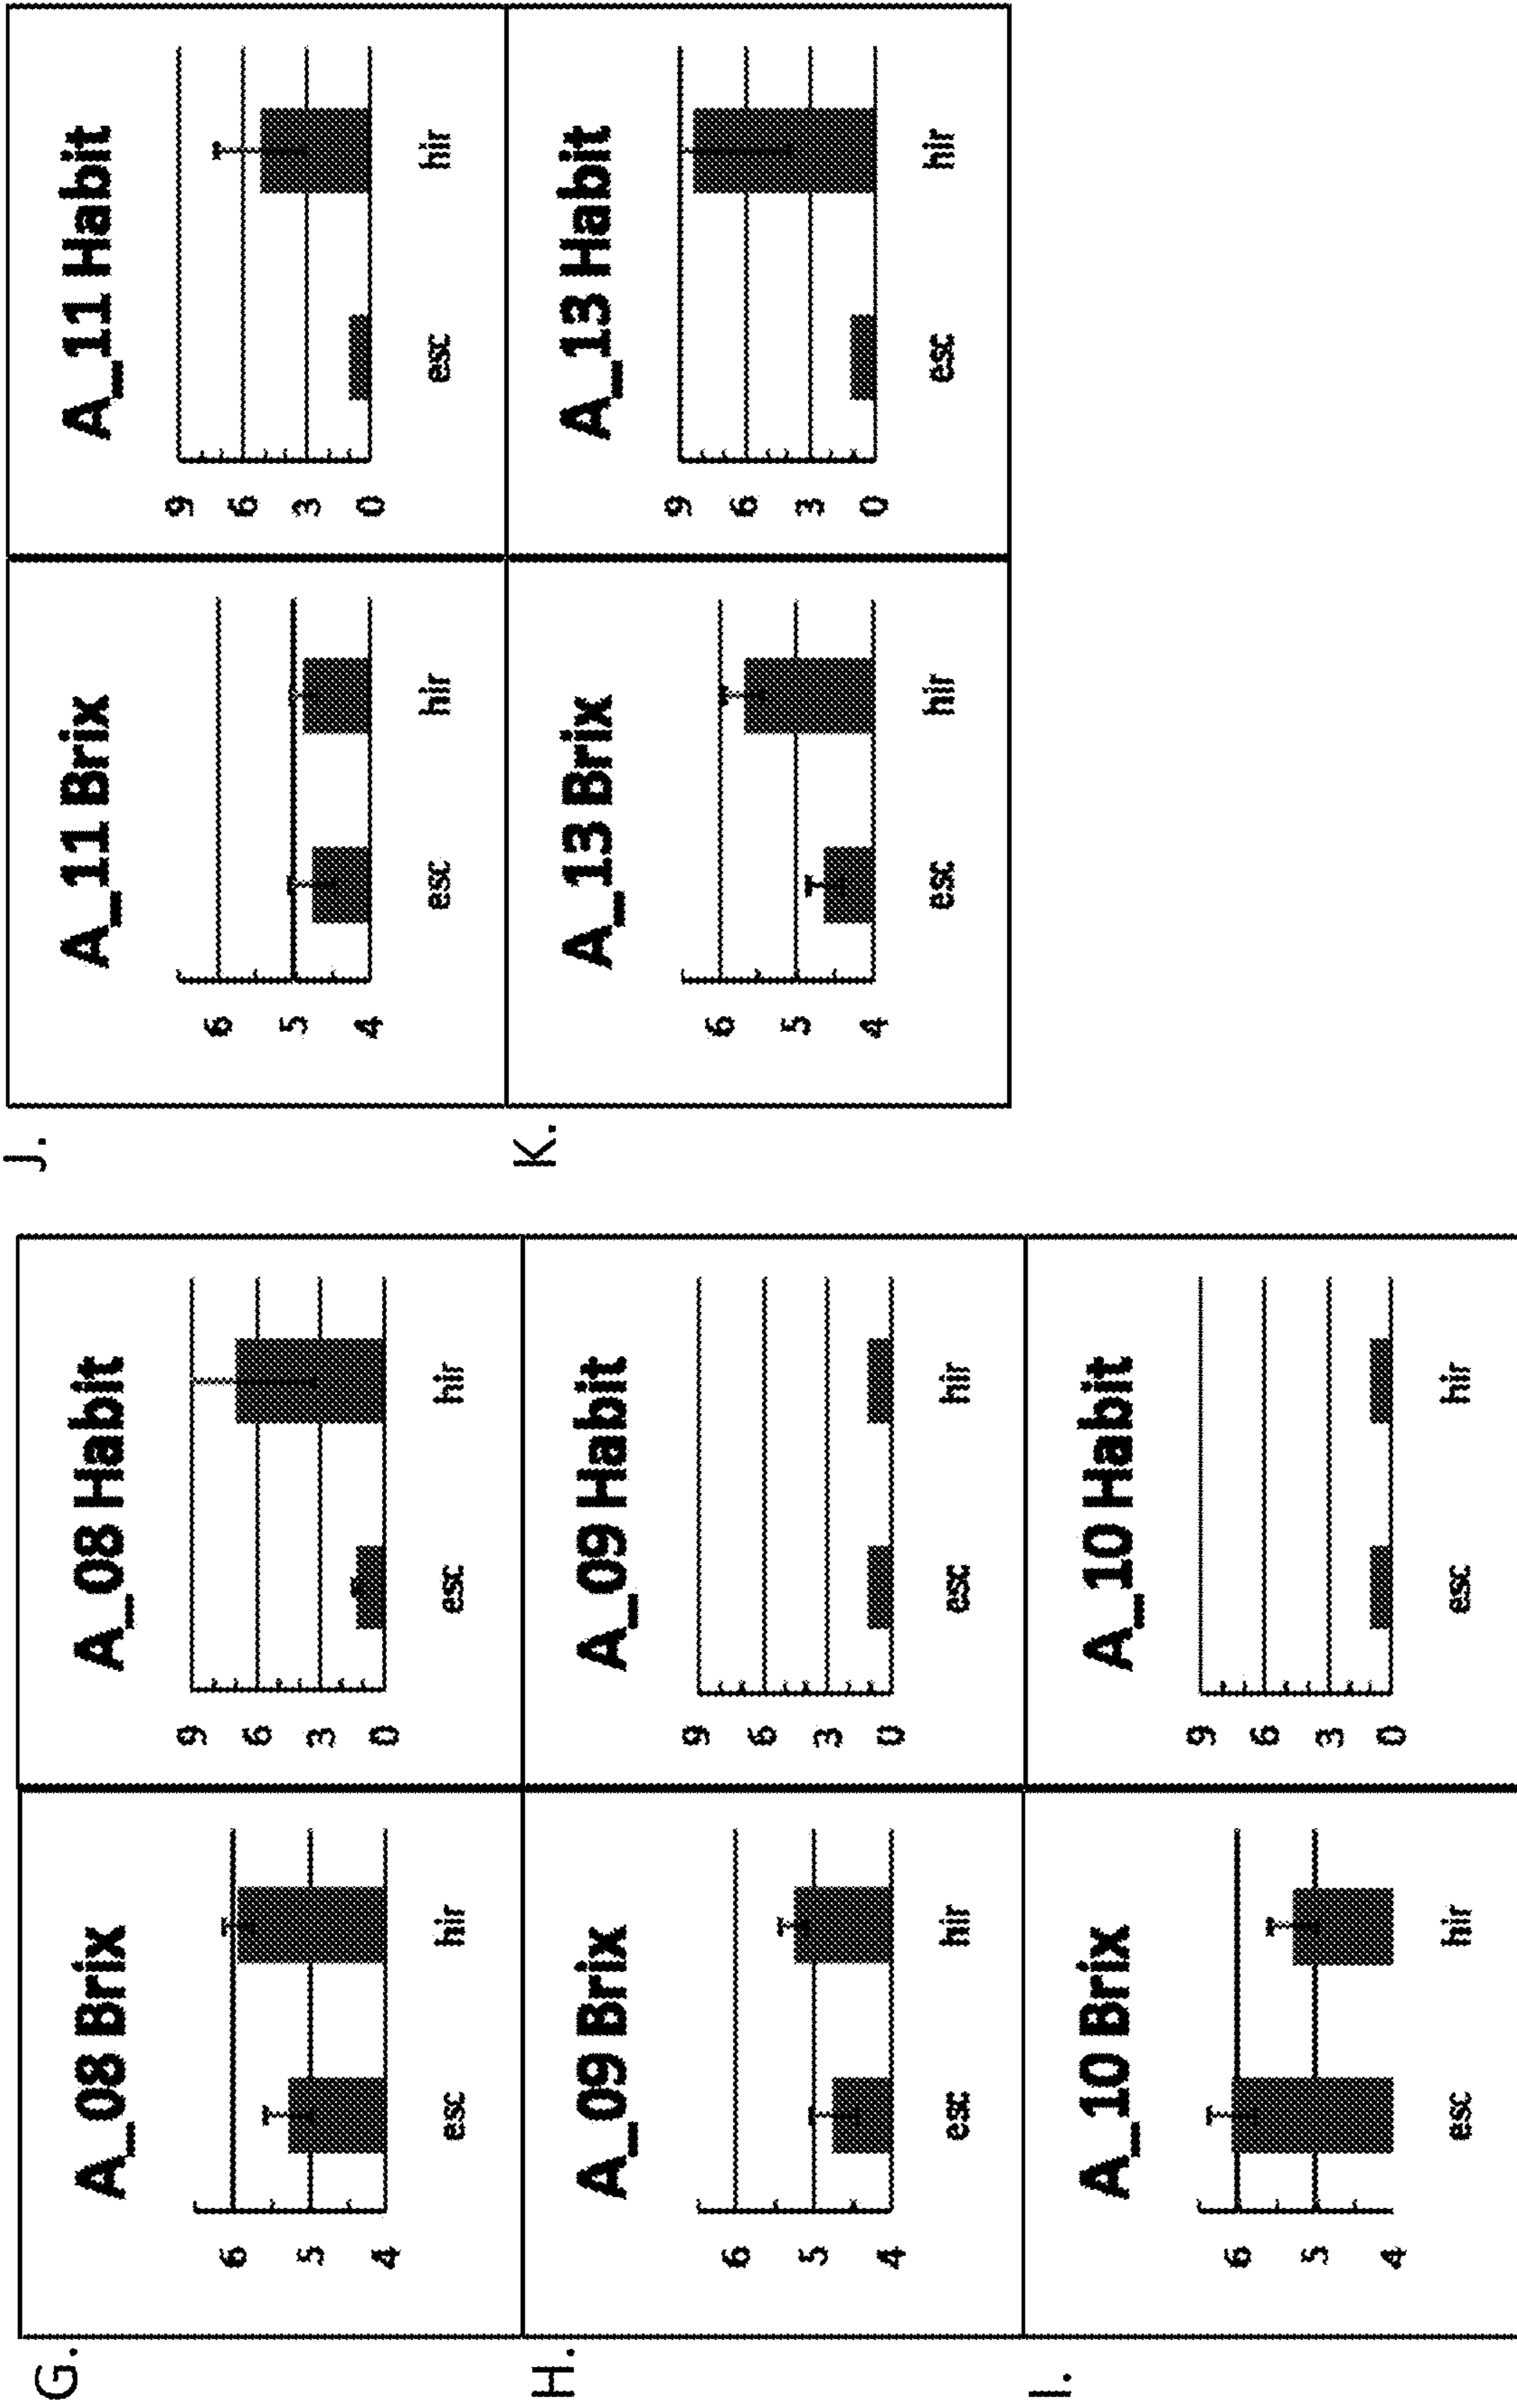 G.
A_08 Brix
6
5
4
esc hir
A_08 Habit
9
6
3
0
esc hir
H.
A_09 Brix
6
5
4
esc hir
A_09 Habit
9
6
3
0
esc hir
I.
A_10 Brix
6
5
4
esc hir
A_10 Habit
9
6
3
0
esc hir
J.
A_11 Brix
6
5
4
esc hir
A_11 Habit
9
6
3
0
esc hir
K.
A_13 Brix
6
5
4
esc hir
A_13 Habit
9
6
3
0
esc hir